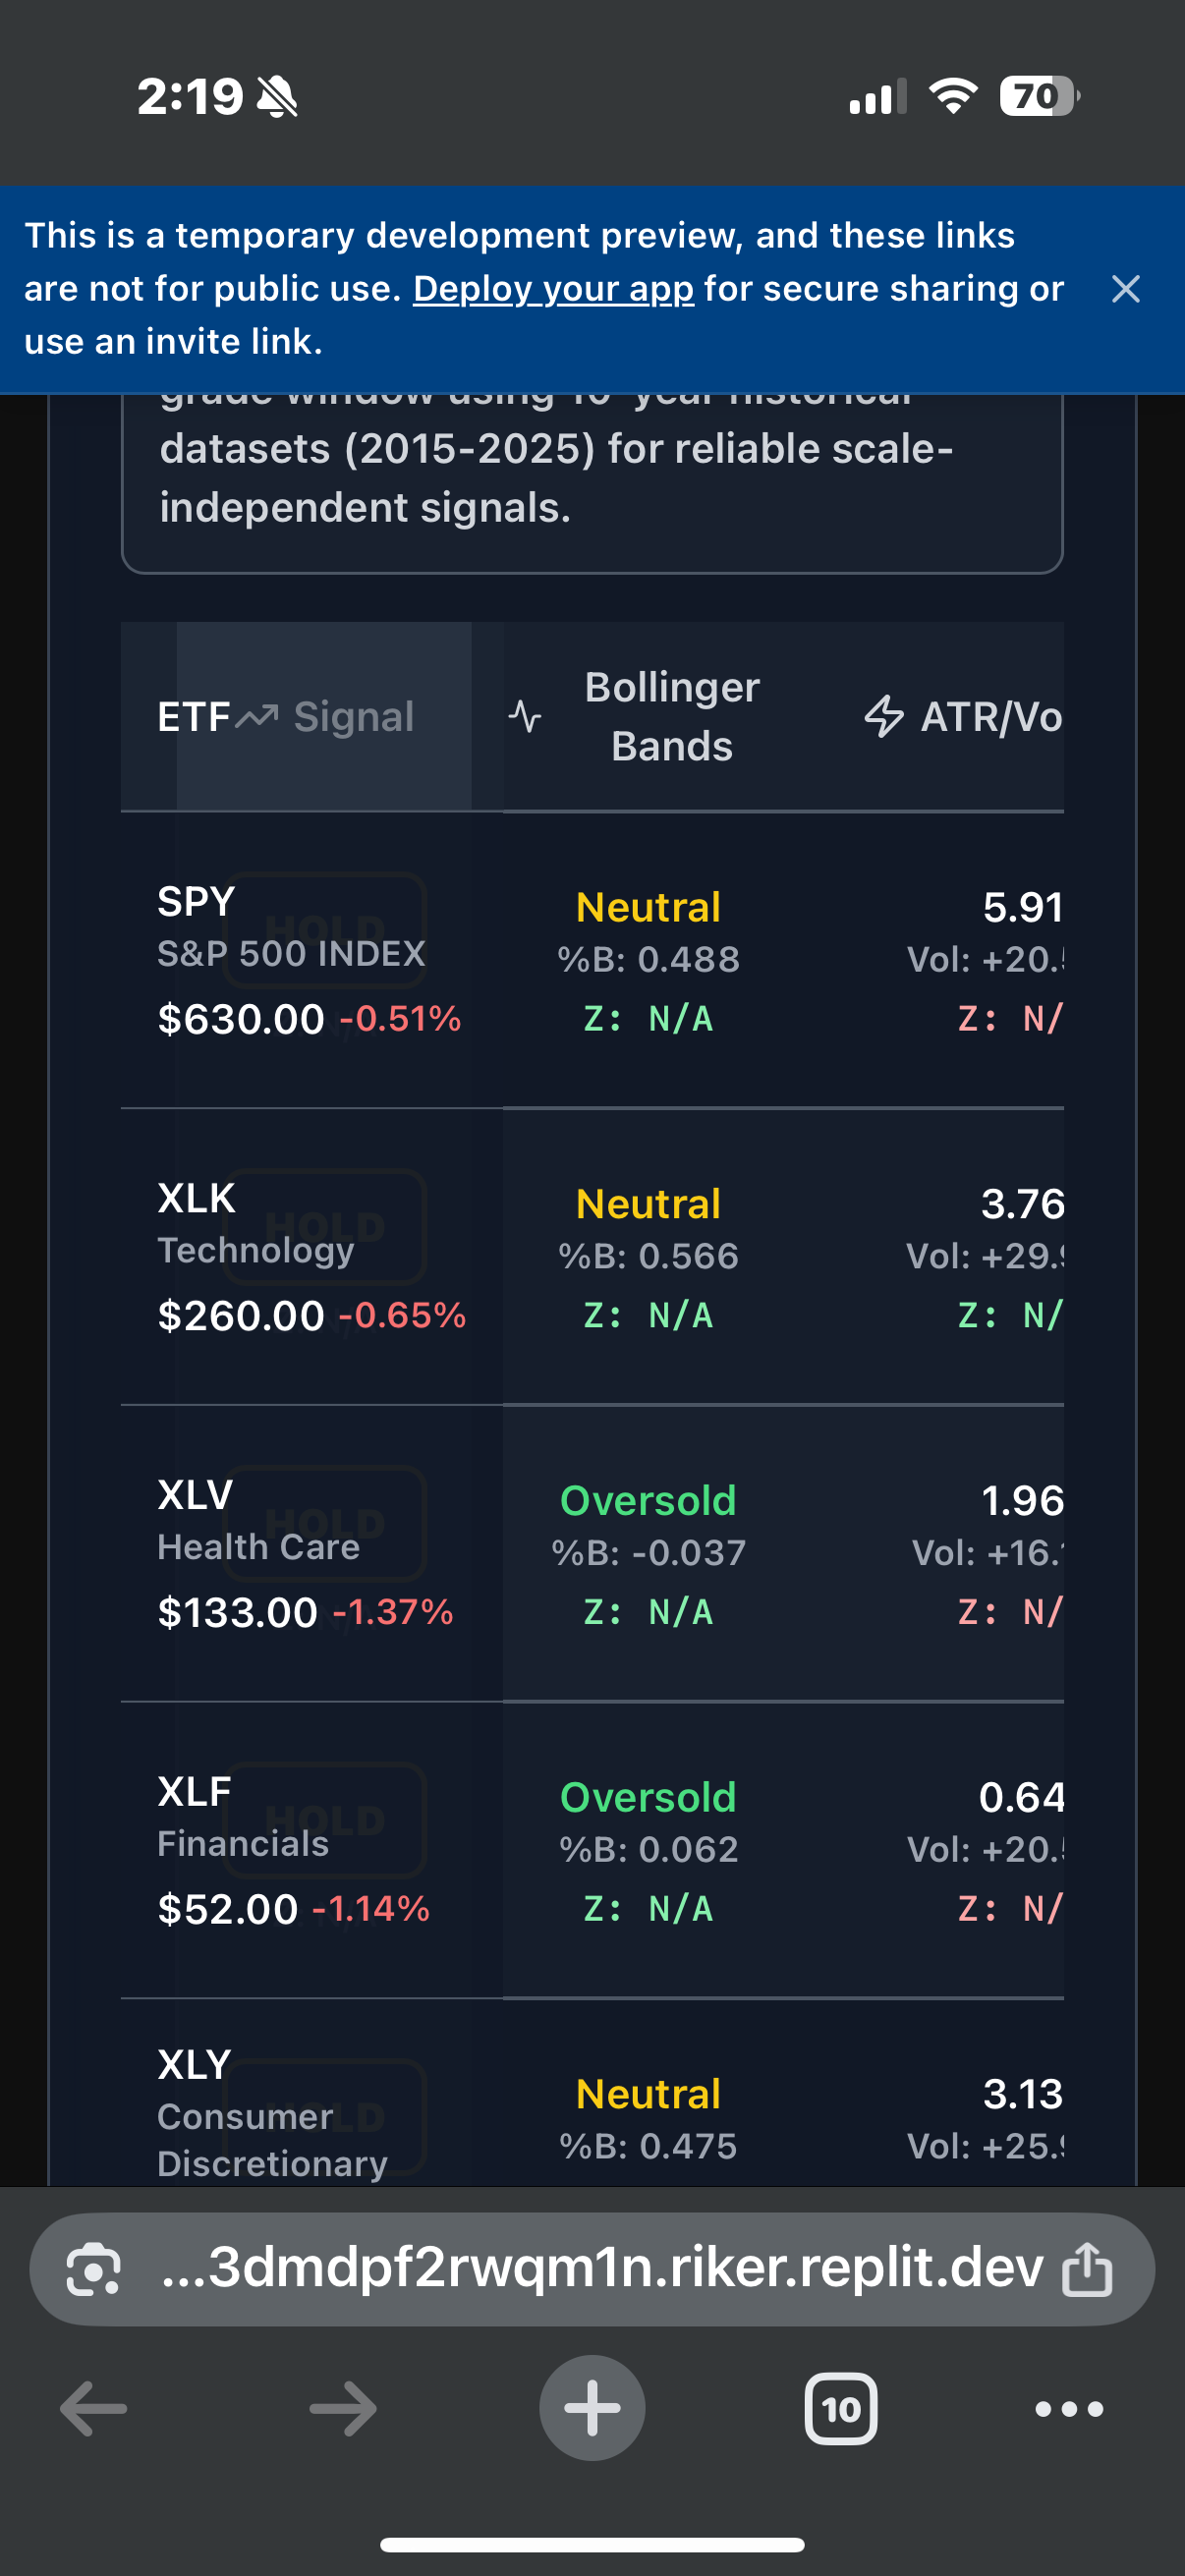 2:19
70
This is a temporary development preview, and these links
are not for public use. Deploy your app for secure sharing or
use an invite link.
grade window using 10-year historical
datasets (2015-2025) for reliable scale-
independent signals.
ETF Signal
Bollinger
Bands
ATR/Vo
SPY
HOLD
S&P 500 INDEX
$630.00 -0.51%
Neutral
%B: 0.488
Z: N/A
5.91
Vol: +20.
Z: N/
XLK
HOLD
Technology
$260.00 -0.65%
Neutral
%B: 0.566
Z: N/A
3.76
Vol: +29.
Z: N/
XLV
HOLD
Health Care
$133.00 -1.37%
Oversold
%B: -0.037
Z: N/A
1.96
Vol: +16.
Z: N/
XLF
HOLD
Financials
$52.00 -1.14%
Oversold
%B: 0.062
Z: N/A
0.64
Vol: +20.
Z: N/
XLY
HOLD
Consumer
Discretionary
Neutral
%B: 0.475
3.13
Vol: +25.
...3dmdpf2rwqm1n.riker.replit.dev
10